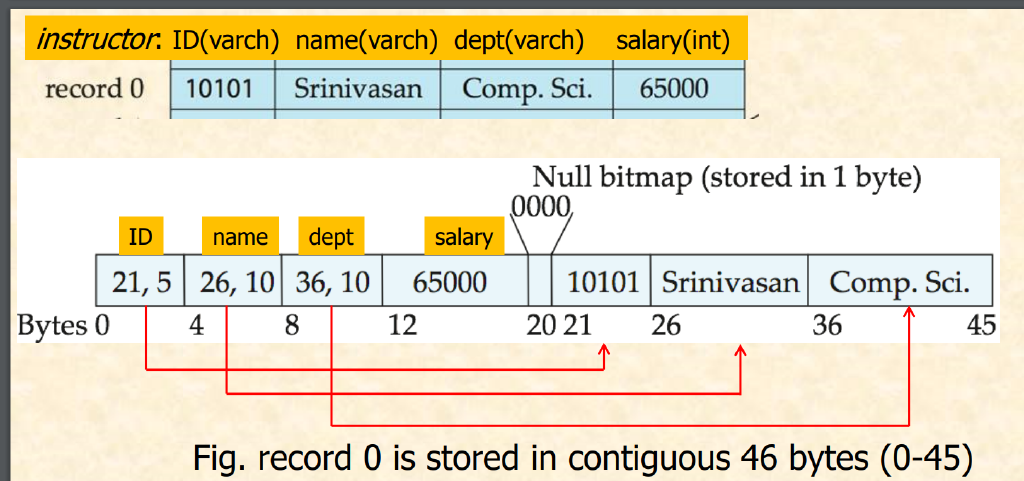 instructor: ID(varch) name(varch) dept(varch) salary(int)
record 0 10101 Srinivasan Comp. Sci. 65000
Null bitmap (stored in 1 byte)
0000
ID name dept salary
21, 5 26, 10 36, 10 65000 10101 Srinivasan Comp. Sci.
Bytes 0 4 8 12 20 21 26 36 45
Fig. record 0 is stored in contiguous 46 bytes (0-45)